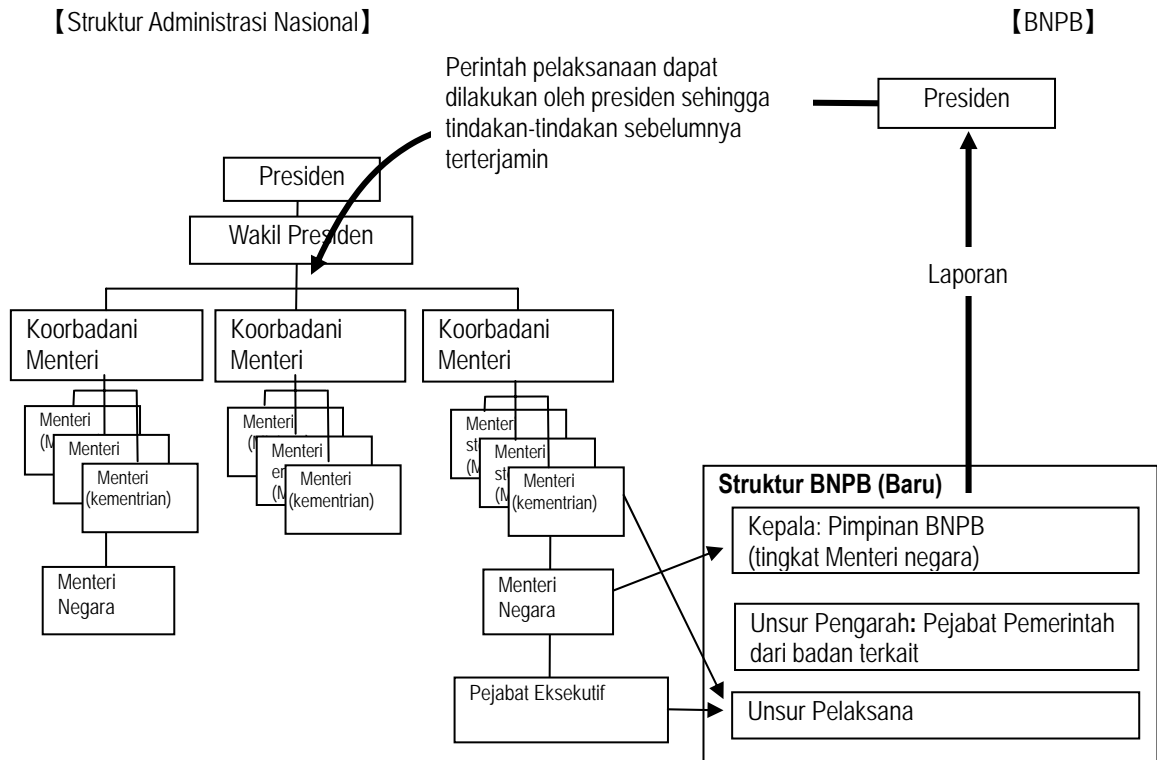 【Struktur Administrasi Nasional】
【BNPB】
Perintah pelaksanaan dapat
dilakukan oleh presiden sehingga
tindakan-tindakan sebelumnya
terterjamin
Presiden
Presiden
Wakil Presiden
Laporan
Koorbadani
Menteri
Koorbadani
Menteri
Koorbadani
Menteri
Menteri
(M
Menteri
Menteri
(kementrian)
Menteri
Menteri
er
(M
Menteri
(kementrian)
Menteri
st
(M
Menteri
st
(M
Menteri
(kementrian)
Menteri
Negara
Menteri
Negara
Pejabat Eksekutif
Struktur BNPB (Baru)
Kepala: Pimpinan BNPB
(tingkat Menteri negara)
Unsur Pengarah: Pejabat Pemerintah
dari badan terkait
Unsur Pelaksana